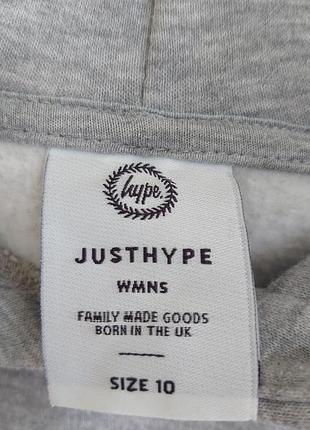 hype.
JUSTHYPE
WMNS
FAMILY MADE GOODS
BORN IN THE UK
SIZE 10